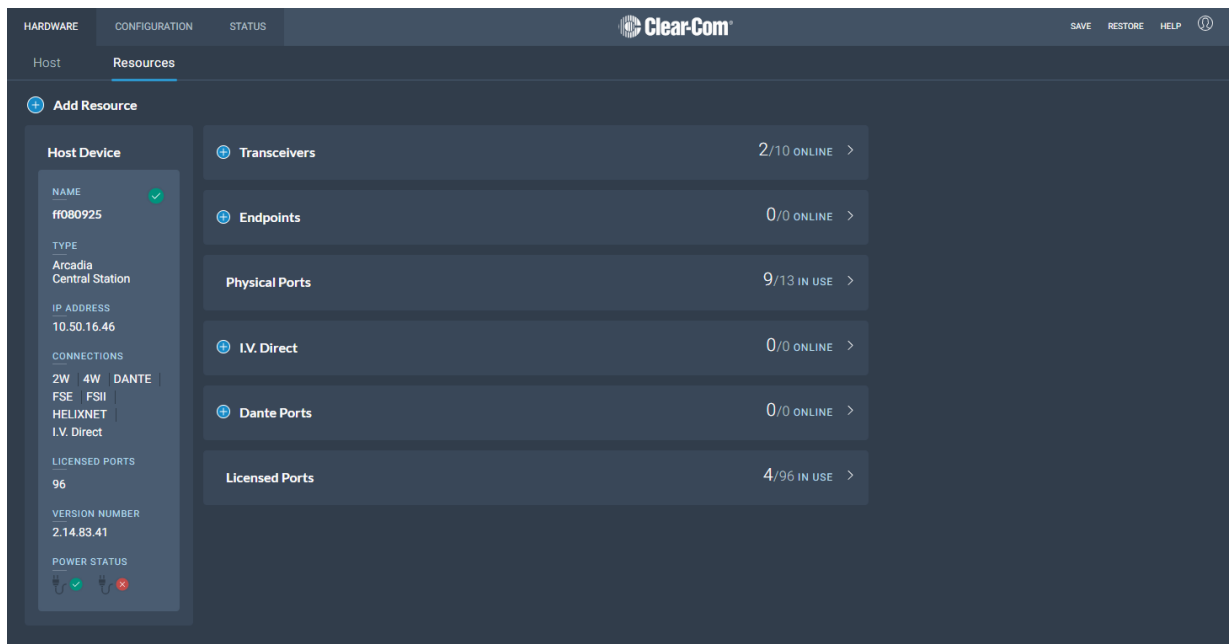 HARDWARE CONFIGURATION STATUS Clear-Com® SAVE RESTORE HELP
Host Resources
Add Resource
Host Device
NAME
ff080925
TYPE
Arcadia
Central Station
IP ADDRESS
10.50.16.46
CONNECTIONS
2W 4W DANTE
FSE FSII
HELIXNET
I.V. Direct
LICENSED PORTS
96
VERSION NUMBER
2.14.83.41
POWER STATUS
Transceivers 2/10 ONLINE
Endpoints 0/0 ONLINE
Physical Ports 9/13 IN USE
I.V. Direct 0/0 ONLINE
Dante Ports 0/0 ONLINE
Licensed Ports 4/96 IN USE